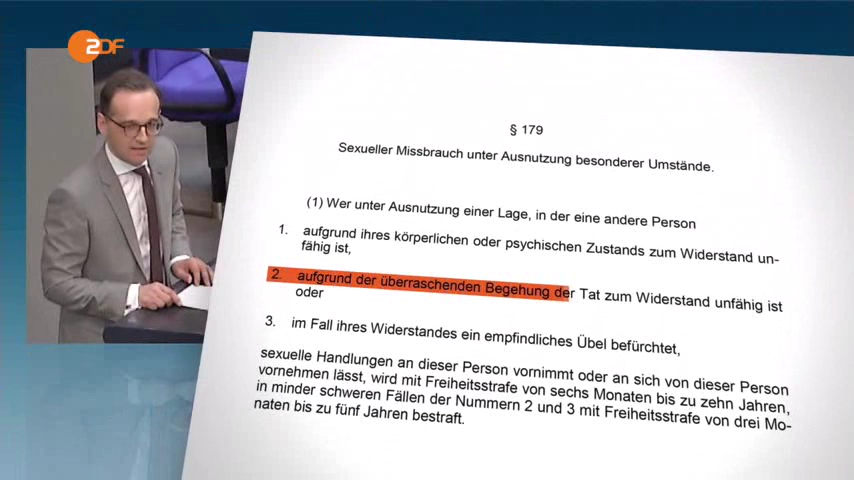 ZDF
§ 179
Sexueller Missbrauch unter Ausnutzung besonderer Umstände.
(1) Wer unter Ausnutzung einer Lage, in der eine andere Person
1. aufgrund ihres körperlichen oder psychischen Zustands zum Widerstand un-
fähig ist,
2. aufgrund der überraschenden Begehung der Tat zum Widerstand unfähig ist
oder
3. im Fall ihres Widerstandes ein empfindliches Übel befürchtet,
sexuelle Handlungen an dieser Person vornimmt oder an sich von dieser Person
vornehmen lässt, wird mit Freiheitsstrafe von sechs Monaten bis zu zehn Jahren,
in minder schweren Fällen der Nummern 2 und 3 mit Freiheitsstrafe von drei Mo-
naten bis zu fünf Jahren bestraft.